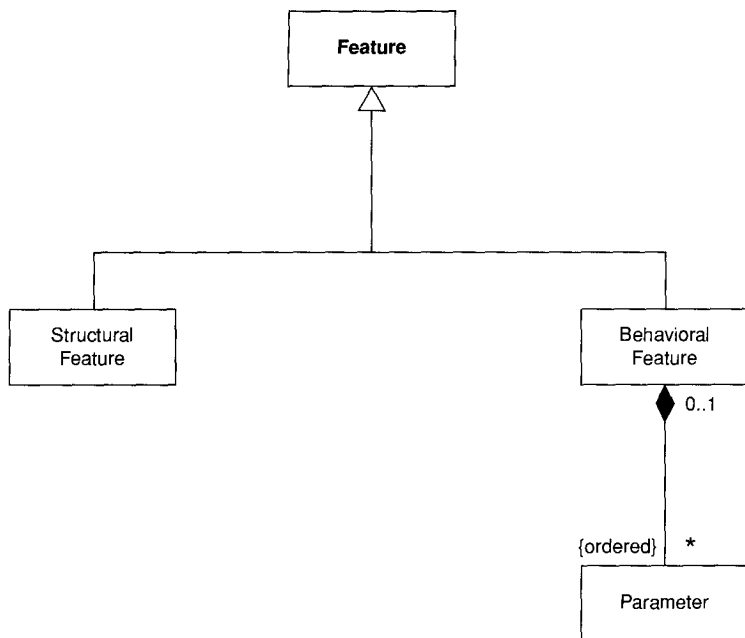 Feature
Structural
Feature
Behavioral
Feature
0..1
{ordered} *
Parameter